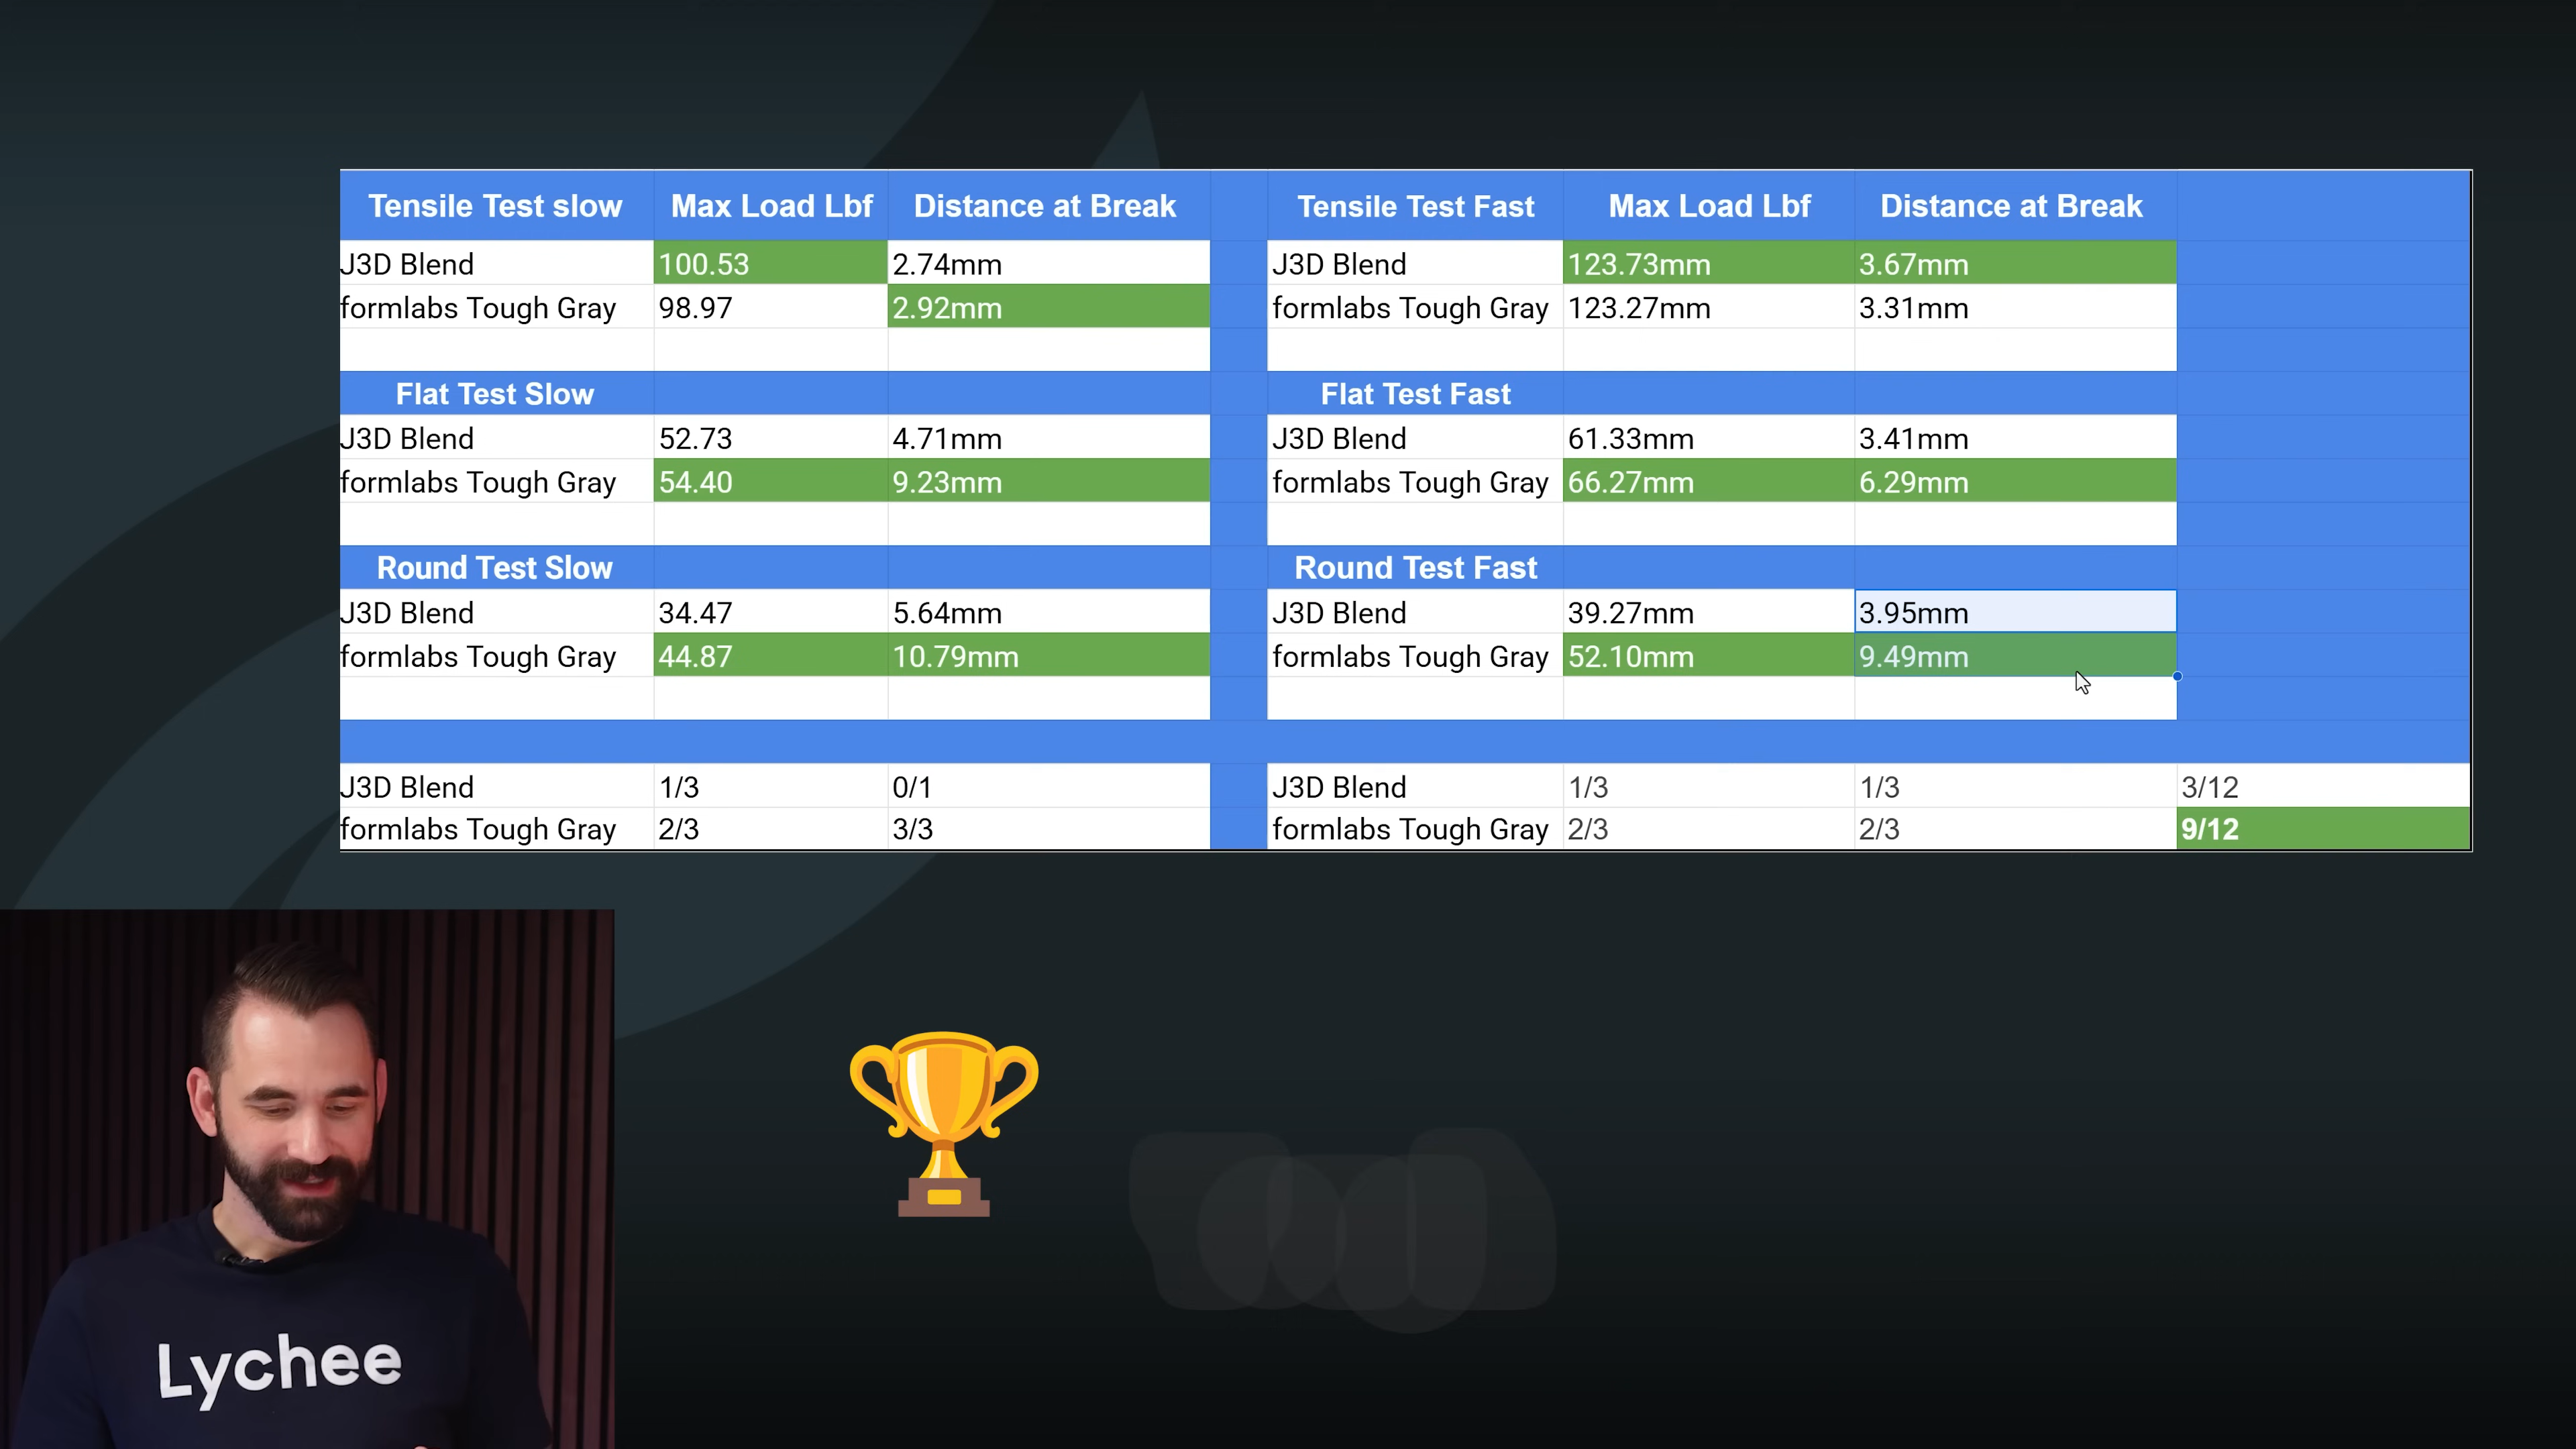 Tensile Test slow Max Load Lbf Distance at Break Tensile Test Fast Max Load Lbf Distance at Break
J3D Blend 100.53 2.74mm J3D Blend 123.73mm 3.67mm
formlabs Tough Gray 98.97 2.92mm formlabs Tough Gray 123.27mm 3.31mm
Flat Test Slow Flat Test Fast
J3D Blend 52.73 4.71mm J3D Blend 61.33mm 3.41mm
formlabs Tough Gray 54.40 9.23mm formlabs Tough Gray 66.27mm 6.29mm
Round Test Slow Round Test Fast
J3D Blend 34.47 5.64mm J3D Blend 39.27mm 3.95mm
formlabs Tough Gray 44.87 10.79mm formlabs Tough Gray 52.10mm 9.49mm
J3D Blend 1/3 0/1 J3D Blend 1/3 1/3 3/12
formlabs Tough Gray 2/3 3/3 formlabs Tough Gray 2/3 2/3 9/12
Lychee